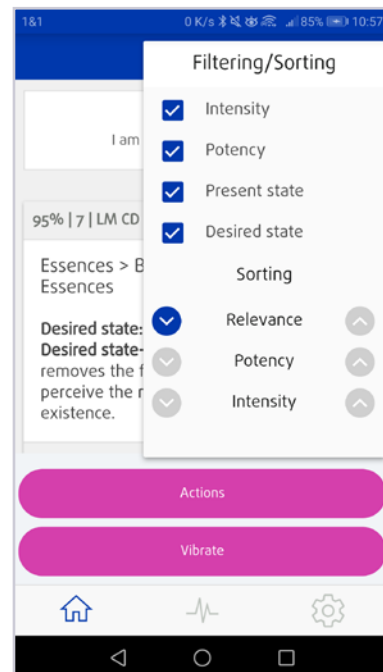 1&1 0 K/s 85% 10:57
Filtering/Sorting
Intensity
Potency
Present state
Desired state
Sorting
Relevance
Potency
Intensity
I am
95% | 7 | LM CD
Essences > B
Essences
Desired state:
Desired state-
removes the f
perceive the r
existence.
Actions
Vibrate